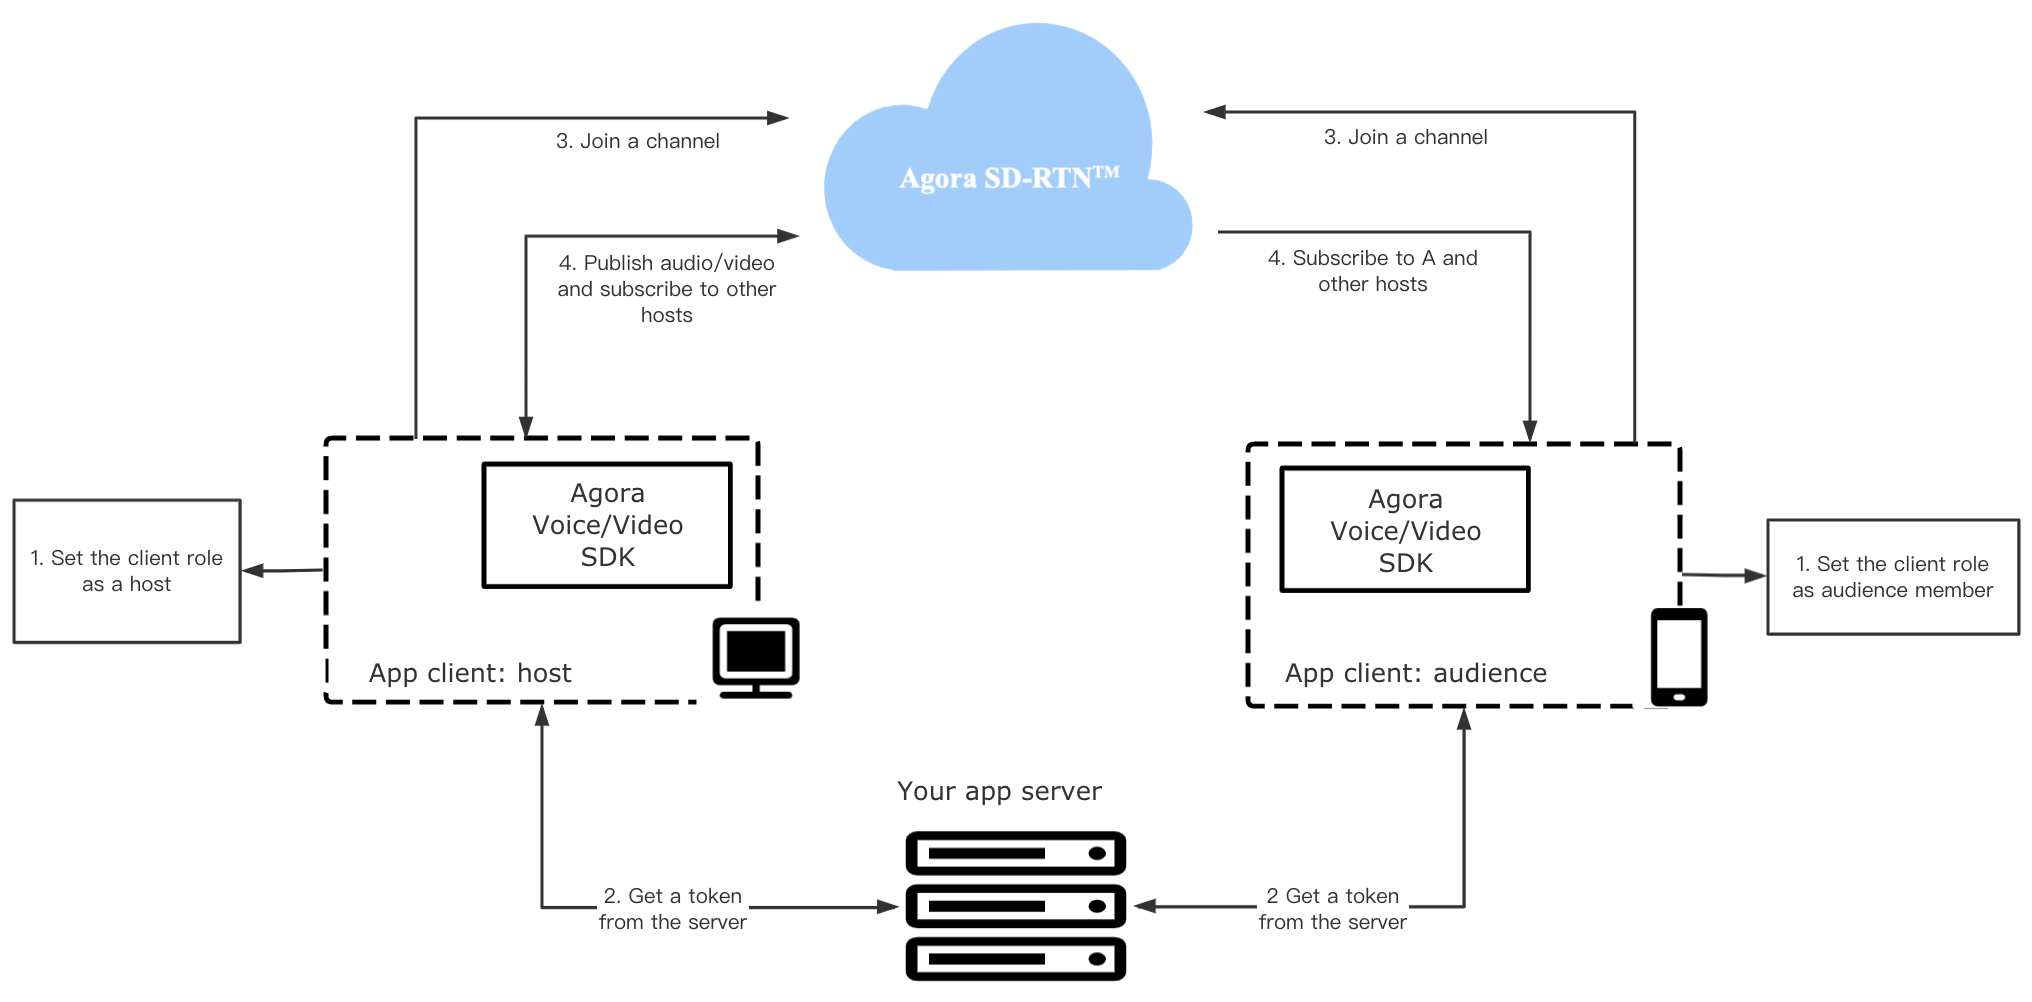 Agora SD-RTN™
3. Join a channel
3. Join a channel
4. Publish audio/video
and subscribe to other
hosts
4. Subscribe to A and
other hosts
1. Set the client role
as a host
Agora
Voice/Video
SDK
App client: host
Agora
Voice/Video
SDK
App client: audience
1. Set the client role
as audience member
Your app server
2. Get a token
from the server
2 Get a token
from the server